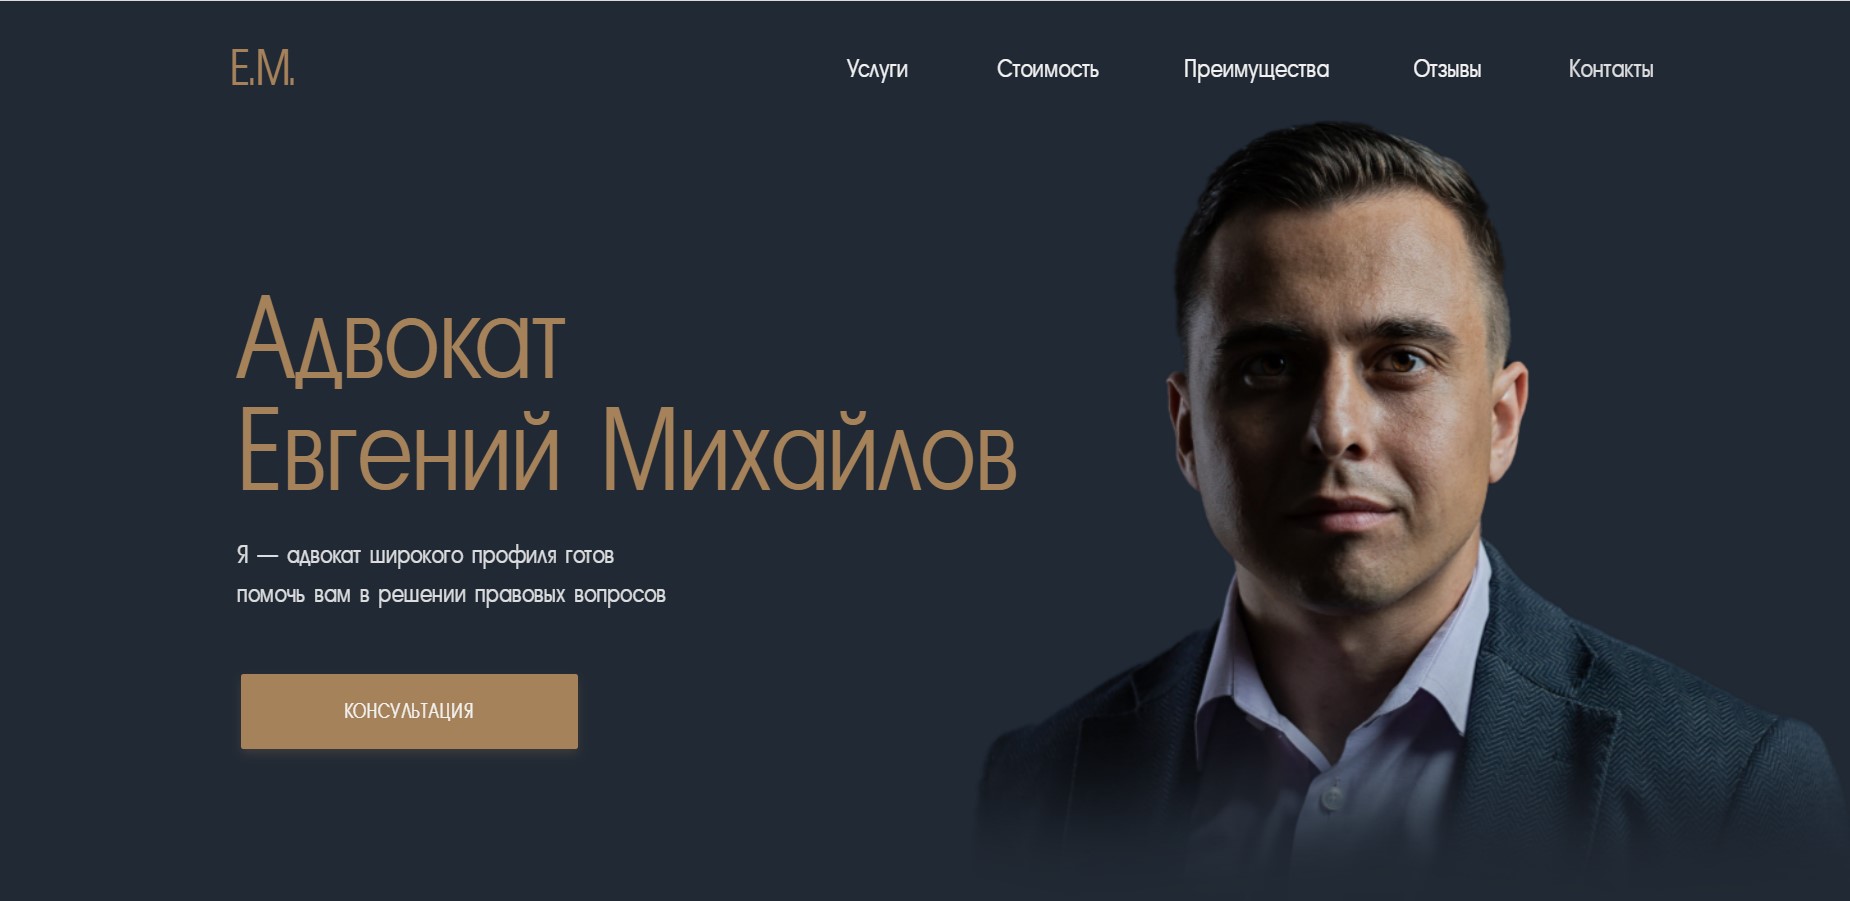 Е.М.
Услуги Стоимость Преимущества Отзывы Контакты
Адвокат
Евгений Михайлов
Я — адвокат широкого профиля готов
помочь вам в решении правовых вопросов
КОНСУЛЬТАЦИЯ